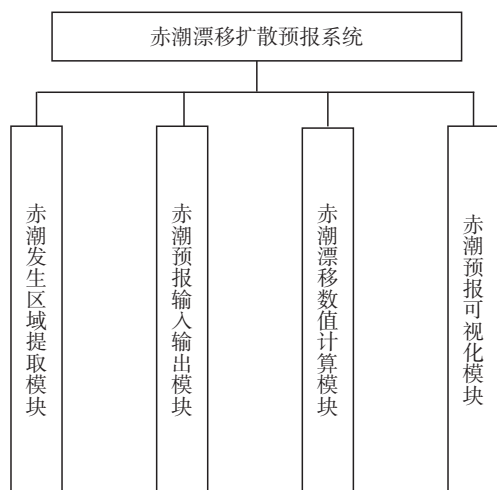 赤潮漂移扩散预报系统
赤潮发生区域提取模块
赤潮预报输入输出模块
赤潮漂移数值计算模块
赤潮预报可视化模块